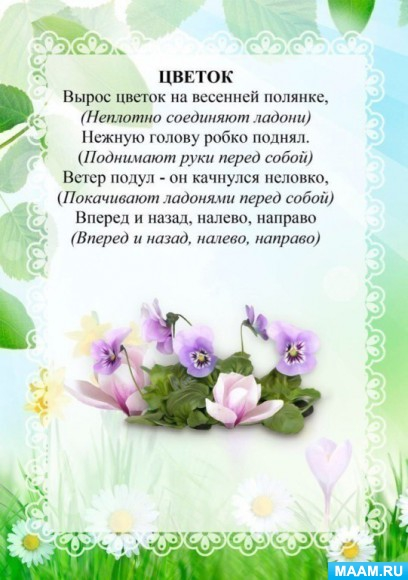 ЦВЕТОК
Вырос цветок на весенней полянке,
(Неплотно соединяют ладони)
Нежную голову робко поднял.
(Поднимают руки перед собой)
Ветер подул - он качнулся неловко,
(Покачивают ладонями перед собой)
Вперед и назад, налево, направо
(Вперед и назад, налево, направо)
MAAM.RU